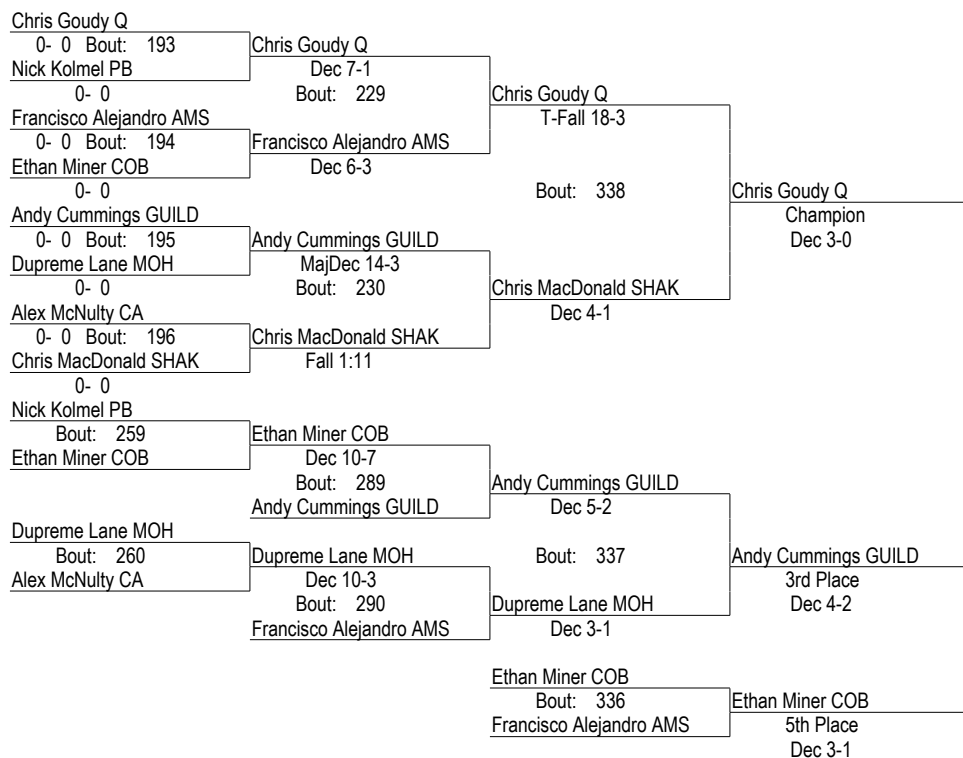 Chris Goudy Q
0- 0 Bout: 193
Nick Kolmel PB
0- 0
Francisco Alejandro AMS
0- 0 Bout: 194
Ethan Miner COB
0- 0
Andy Cummings GUILD
0- 0 Bout: 195
Dupreme Lane MOH
0- 0
Alex McNulty CA
0- 0 Bout: 196
Chris MacDonald SHAK
0- 0
Chris Goudy Q
Dec 7-1
Bout: 229
Francisco Alejandro AMS
Dec 6-3
Andy Cummings GUILD
MajDec 14-3
Bout: 230
Chris MacDonald SHAK
Fall 1:11
Chris Goudy Q
T-Fall 18-3
Bout: 338
Chris MacDonald SHAK
Dec 4-1
Chris Goudy Q
Champion
Dec 3-0
Nick Kolmel PB
Bout: 259
Ethan Miner COB
Dupreme Lane MOH
Bout: 260
Alex McNulty CA
Ethan Miner COB
Dec 10-7
Bout: 289
Andy Cummings GUILD
Dupreme Lane MOH
Dec 10-3
Bout: 290
Francisco Alejandro AMS
Andy Cummings GUILD
Dec 5-2
Bout: 337
Dupreme Lane MOH
Dec 3-1
Andy Cummings GUILD
3rd Place
Dec 4-2
Ethan Miner COB
Bout: 336
Francisco Alejandro AMS
Ethan Miner COB
5th Place
Dec 3-1